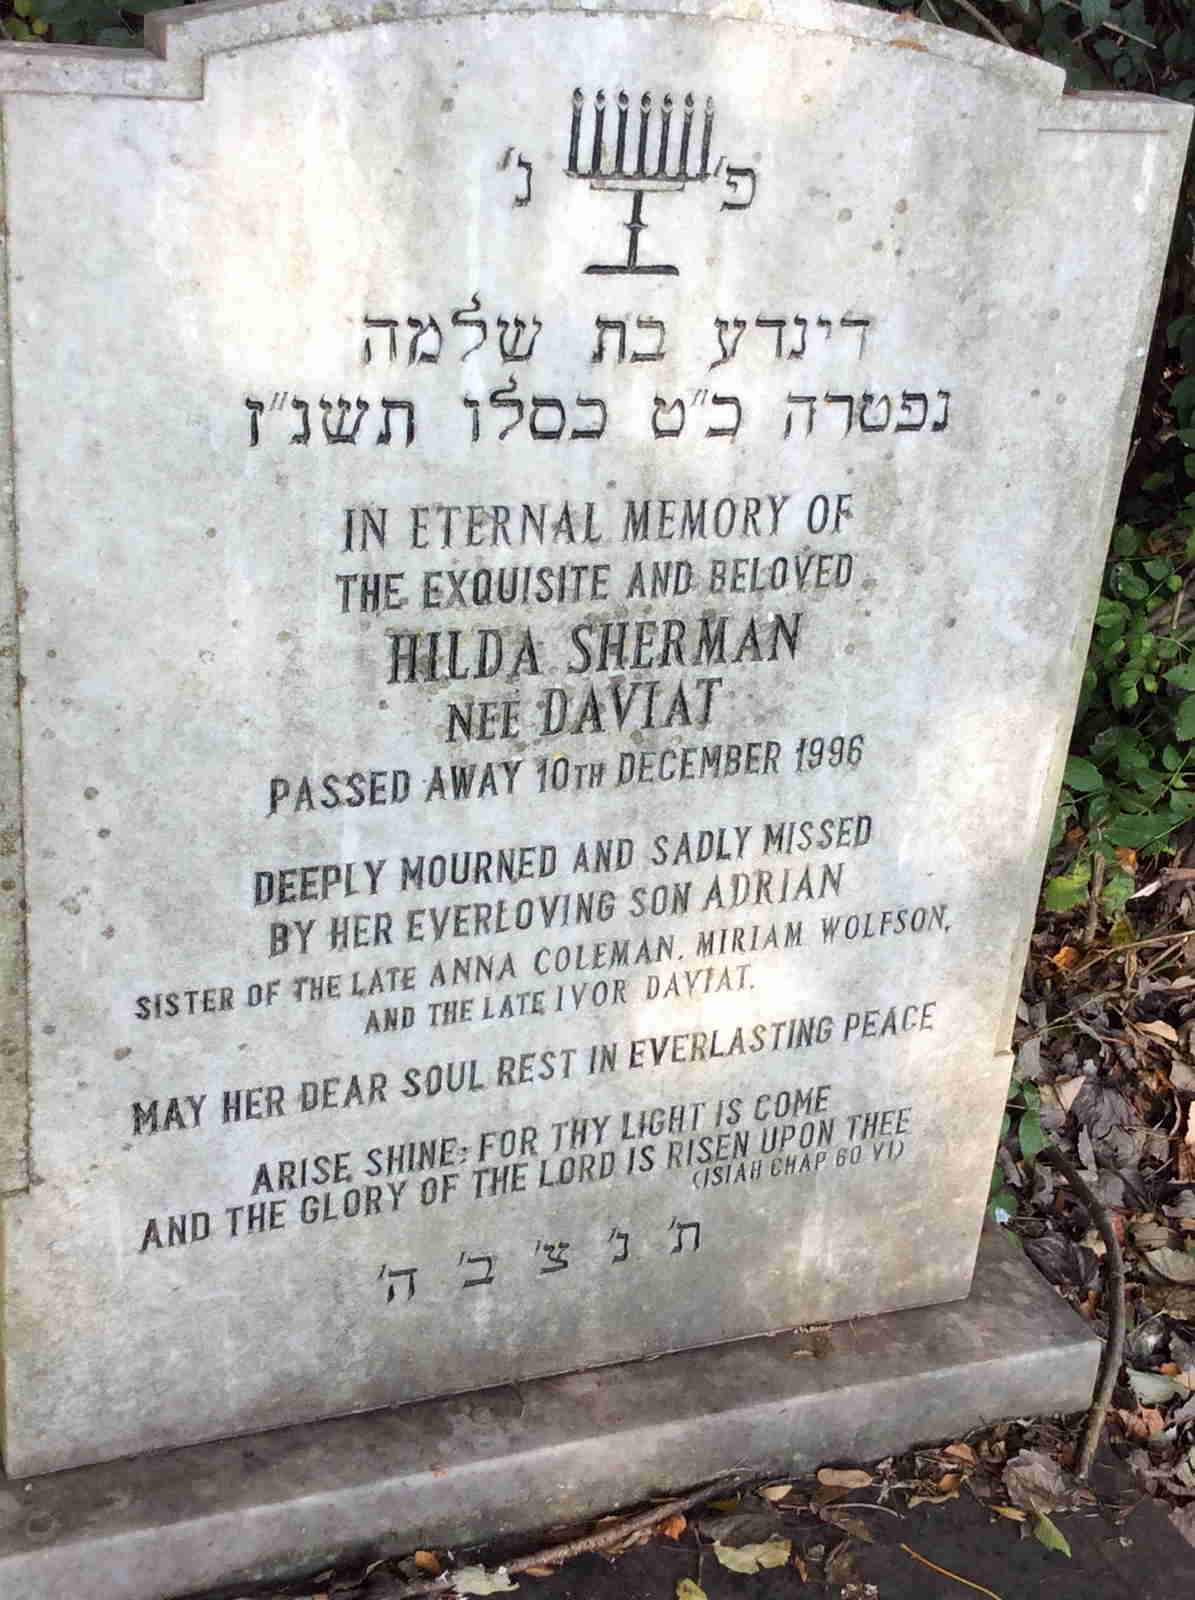 פ' נ'
דינדע בת שלמה
נפטרה כ"ט כסלו תשנ"ז
IN ETERNAL MEMORY OF
THE EXQUISITE AND BELOVED
HILDA SHERMAN
NEE DAVIAT
PASSED AWAY 10TH DECEMBER 1996
DEEPLY MOURNED AND SADLY MISSED
BY HER EVERLOVING SON ADRIAN
SISTER OF THE LATE ANNA COLEMAN. MIRIAM WOLFSON,
AND THE LATE IVOR DAVIAT.
MAY HER DEAR SOUL REST IN EVERLASTING PEACE
ARISE SHINE: FOR THY LIGHT IS COME
AND THE GLORY OF THE LORD IS RISEN UPON THEE
(ISIAH CHAP 60 VI)
ת' נ' צ' ב' ה'